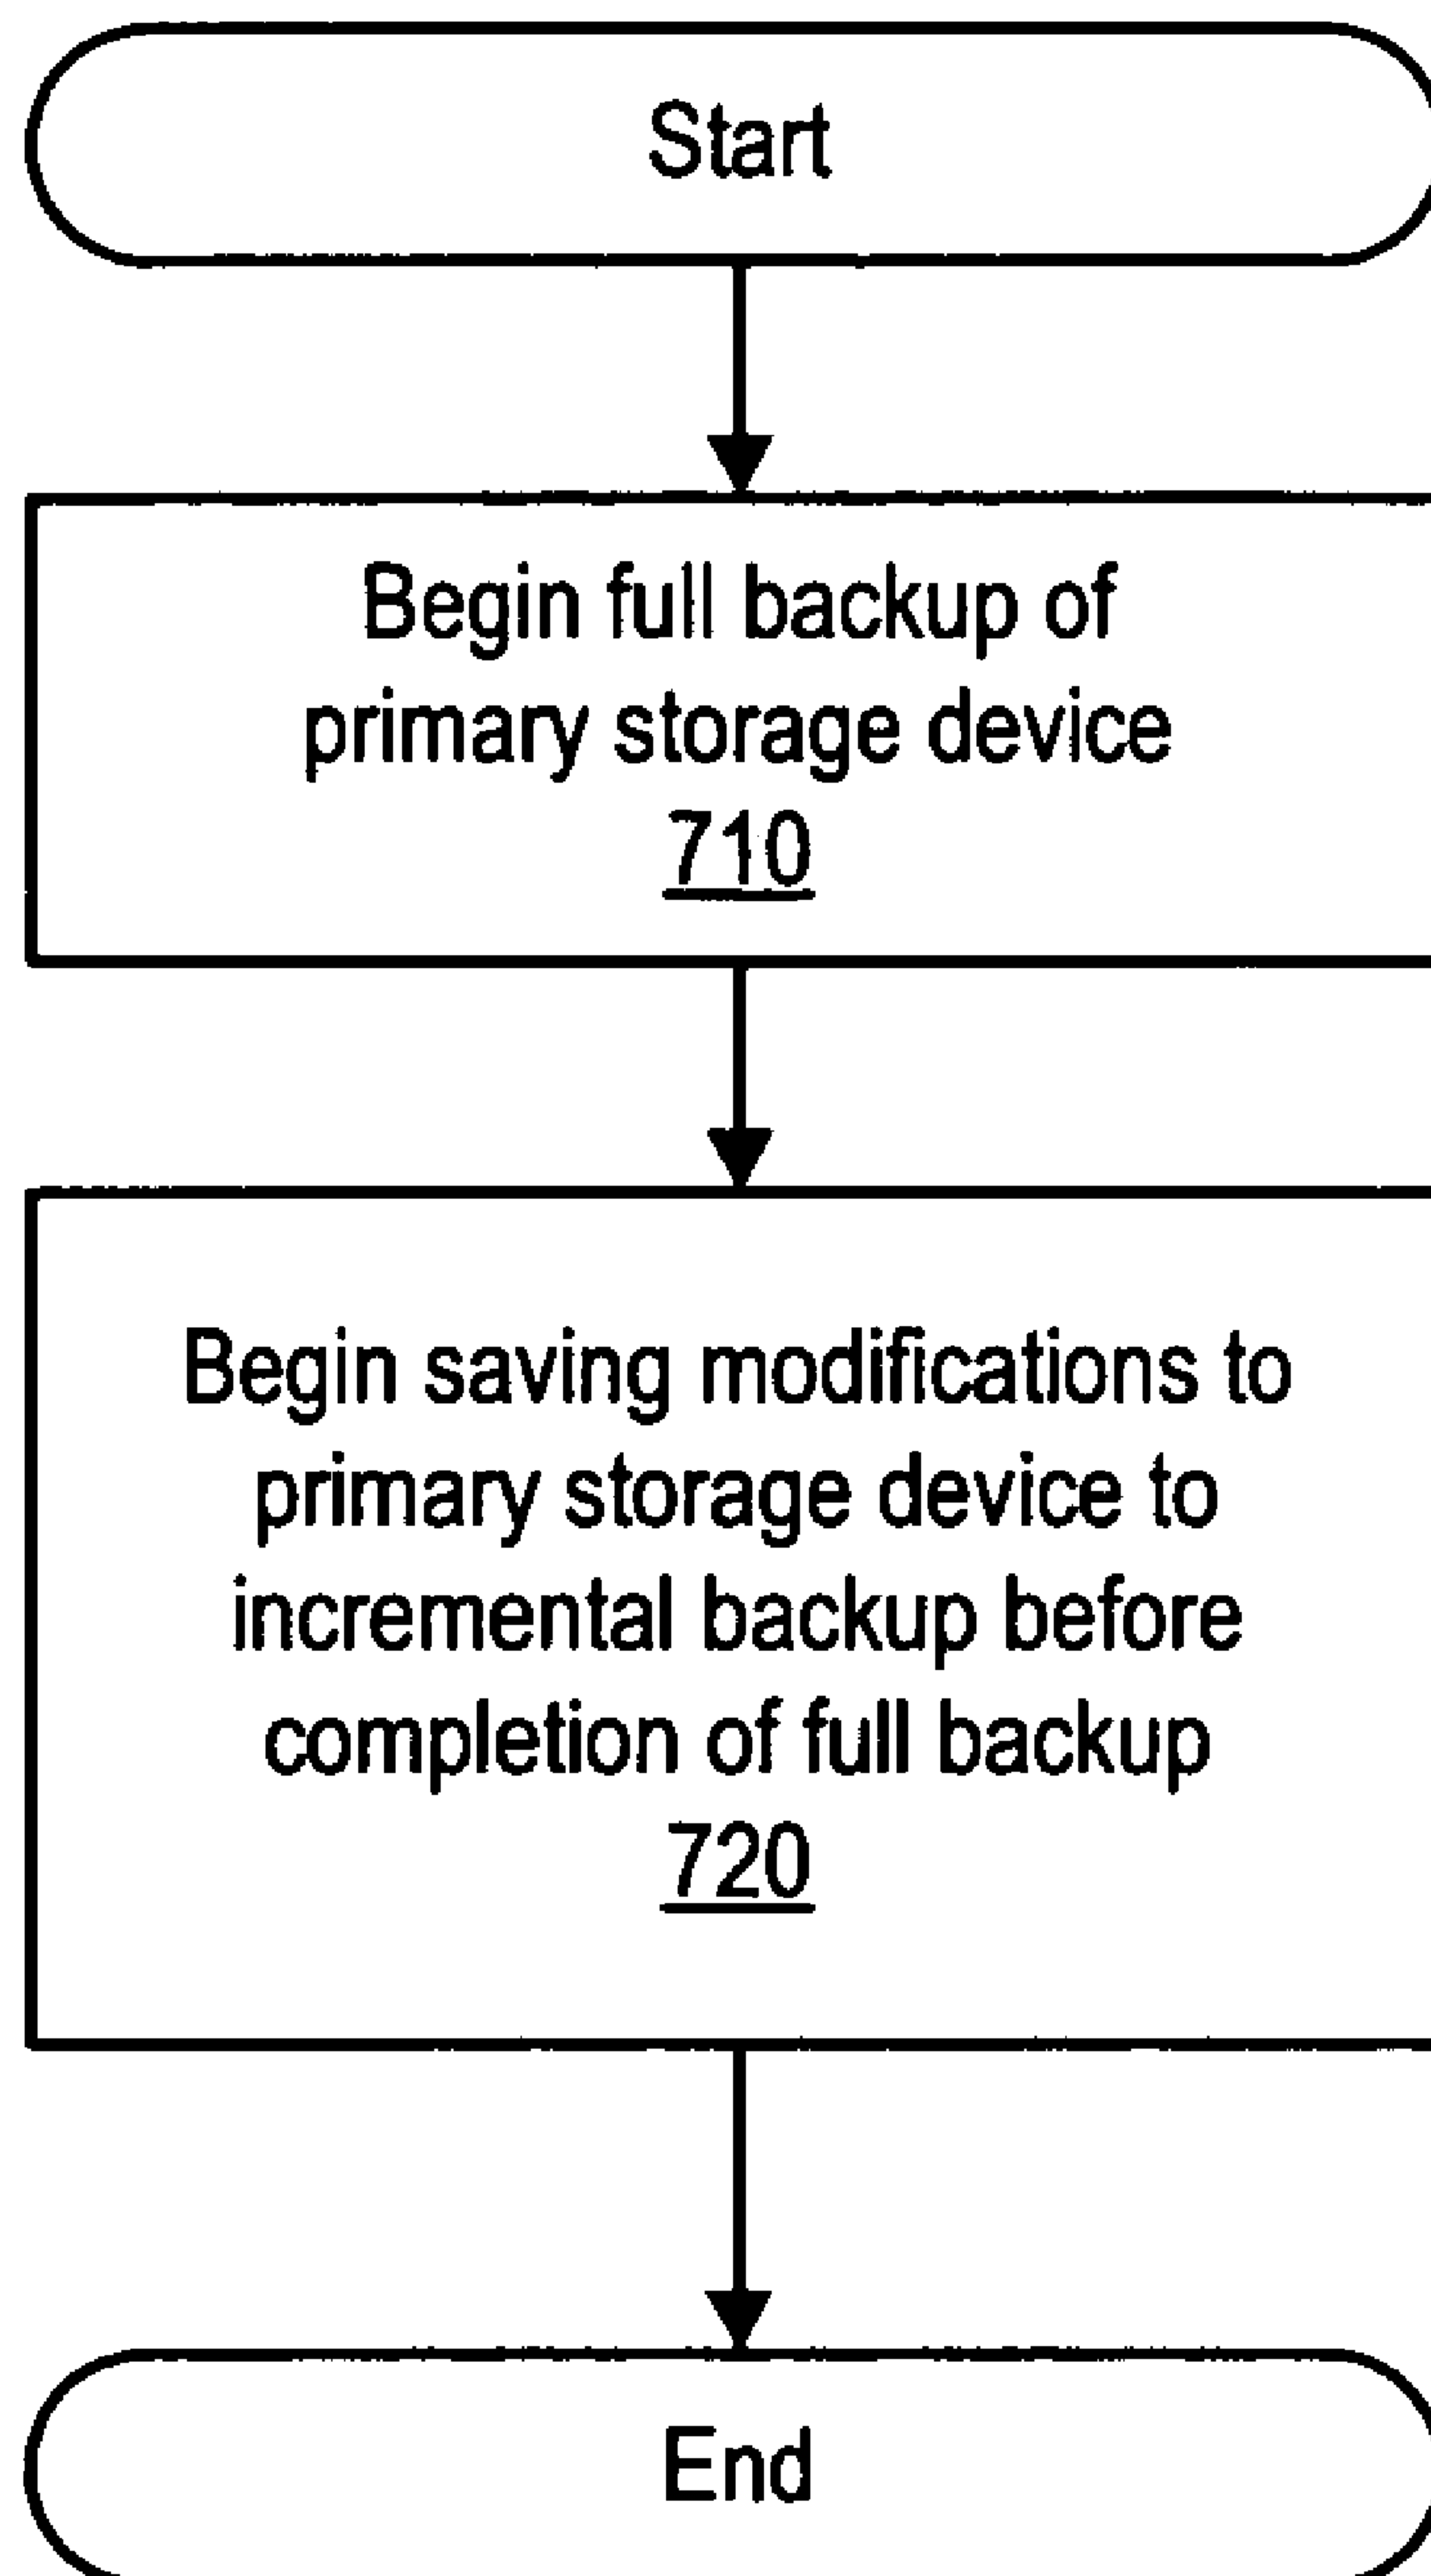 Start
Begin full backup of
primary storage device
710
Begin saving modifications to
primary storage device to
incremental backup before
completion of full backup
720
End